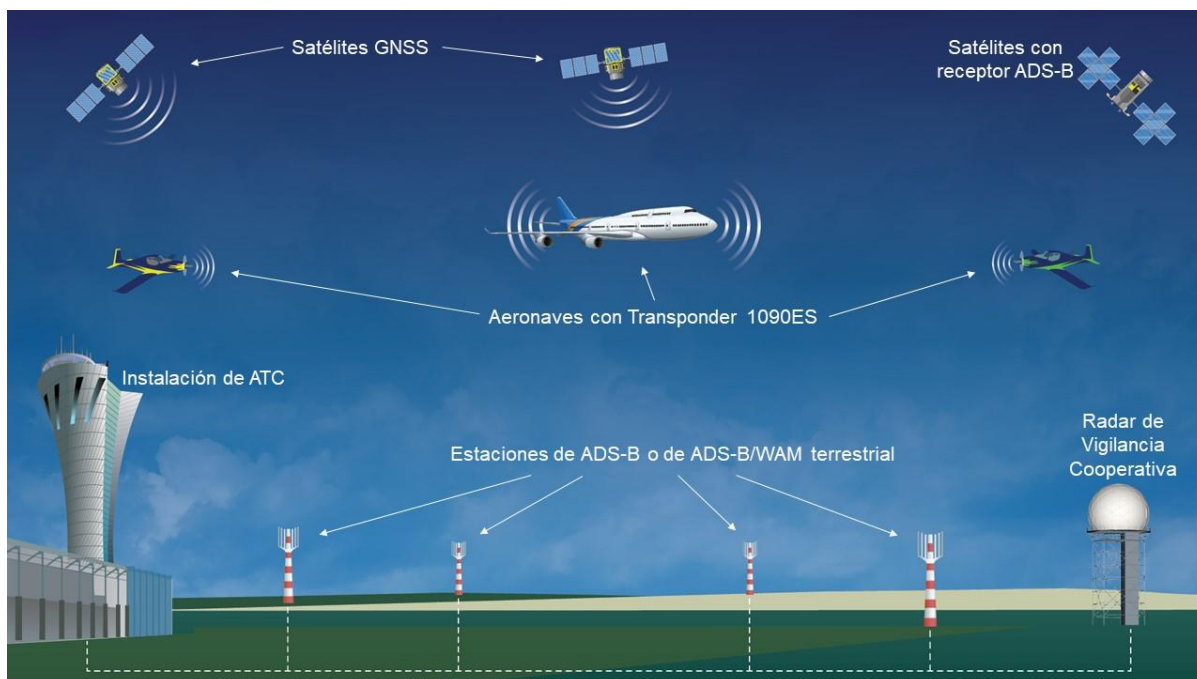 Satélites GNSS
Satélites con
receptor ADS-B
Aeronaves con Transponder 1090ES
Instalación de ATC
Estaciones de ADS-B o de ADS-B/WAM terrestrial
Radar de
Vigilancia
Cooperativa